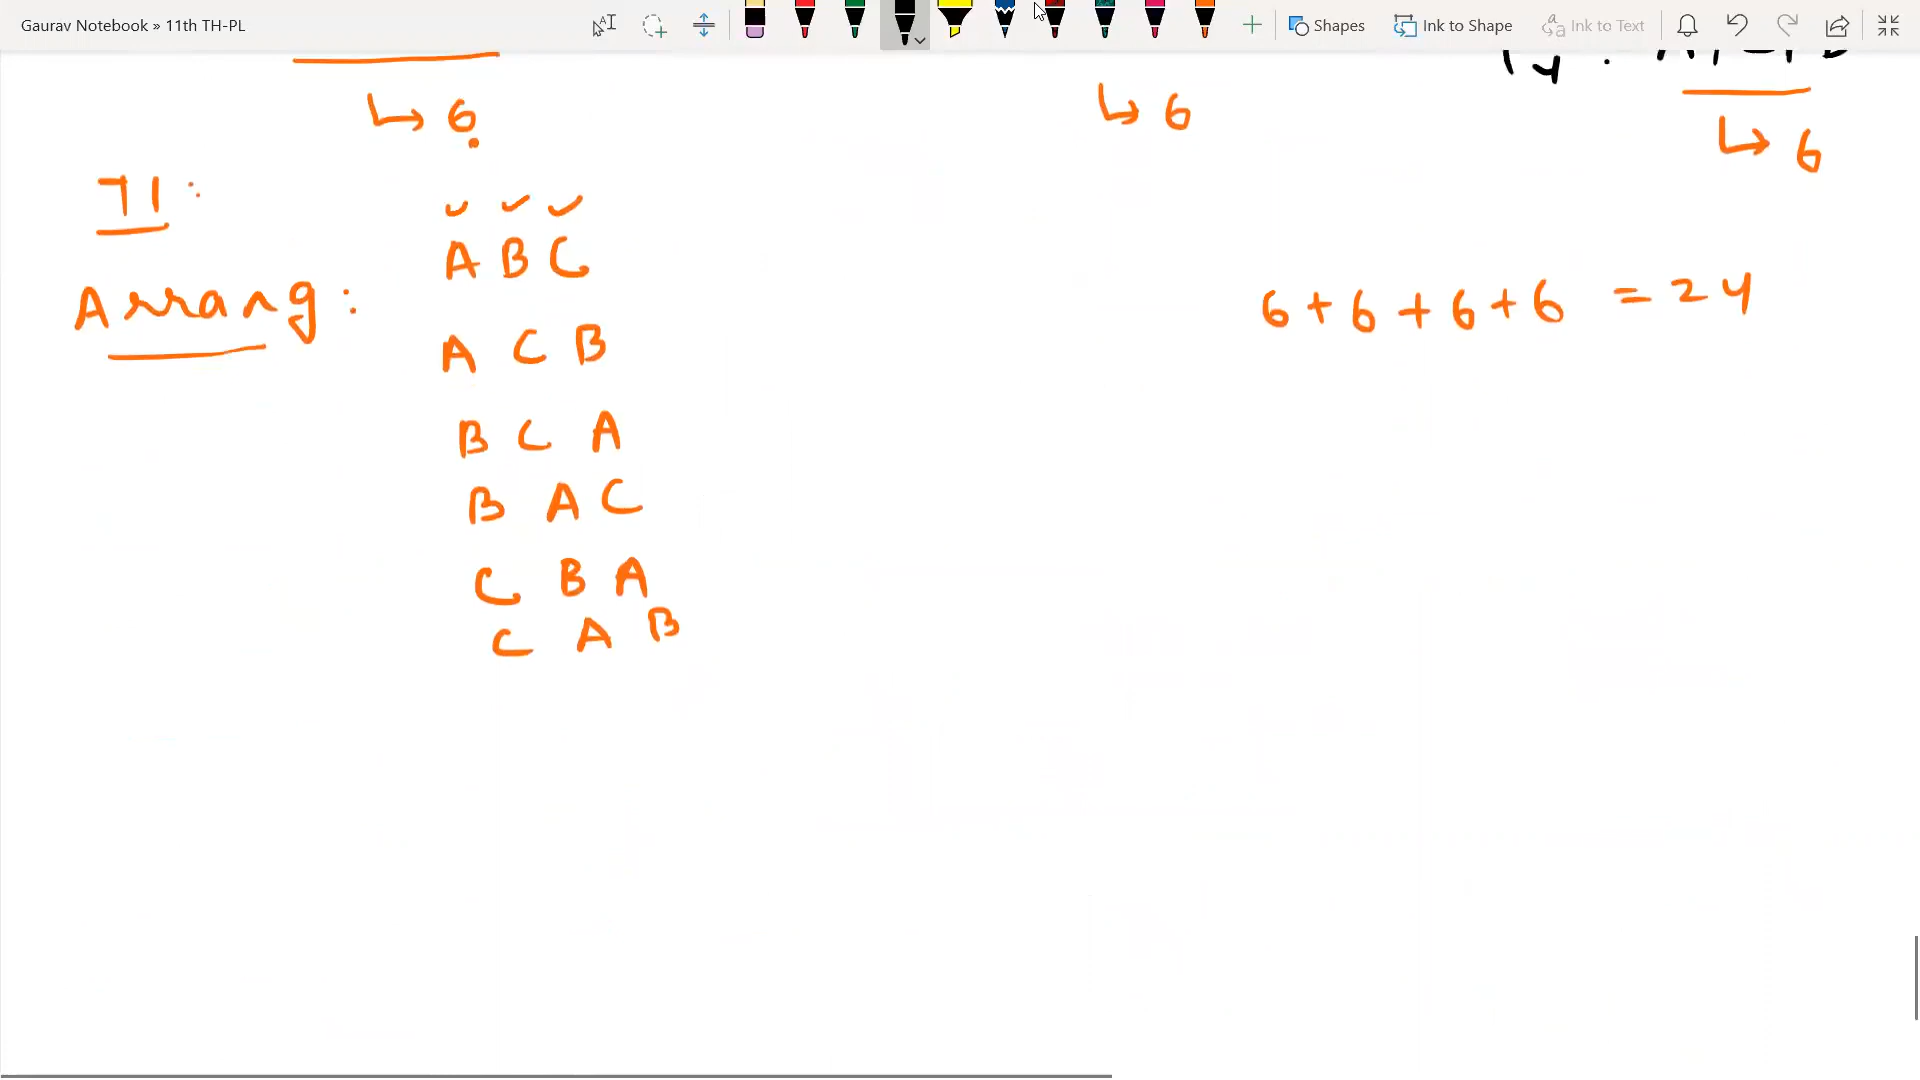 Gaurav Notebook » 11th TH-PL
Shapes
Ink to Shape
Ink to Text
↳ 6
↳ 6
↳ 6
T1 :
Arrang :
A B C
A C B
B C A
B A C
C B A
C A B
6 + 6 + 6 + 6 = 24